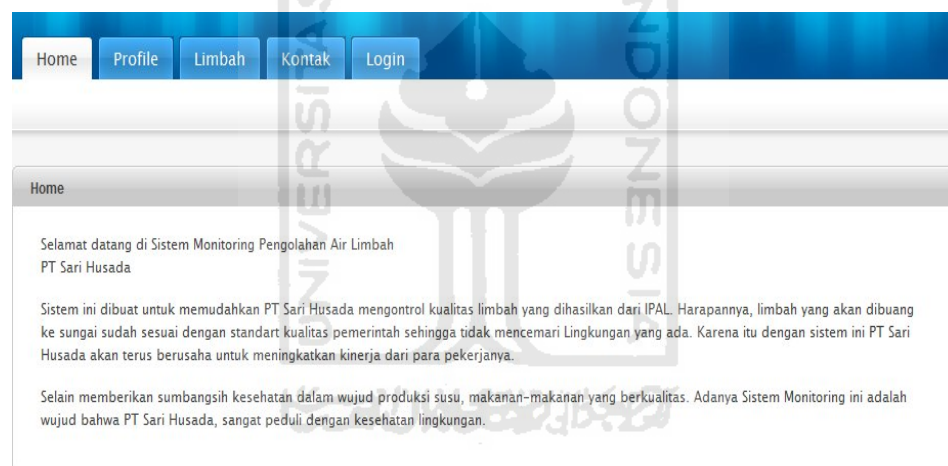 Home Profile Limbah Kontak Login
Home
Selamat datang di Sistem Monitoring Pengolahan Air Limbah
PT Sari Husada
Sistem ini dibuat untuk memudahkan PT Sari Husada mengontrol kualitas limbah yang dihasilkan dari IPAL. Harapannya, limbah yang akan dibuang
ke sungai sudah sesuai dengan standart kualitas pemerintah sehingga tidak mencemari Lingkungan yang ada. Karena itu dengan sistem ini PT Sari
Husada akan terus berusaha untuk meningkatkan kinerja dari para pekerjanya.
Selain memberikan sumbangsih kesehatan dalam wujud produksi susu, makanan-makanan yang berkualitas. Adanya Sistem Monitoring ini adalah
wujud bahwa PT Sari Husada, sangat peduli dengan kesehatan lingkungan.